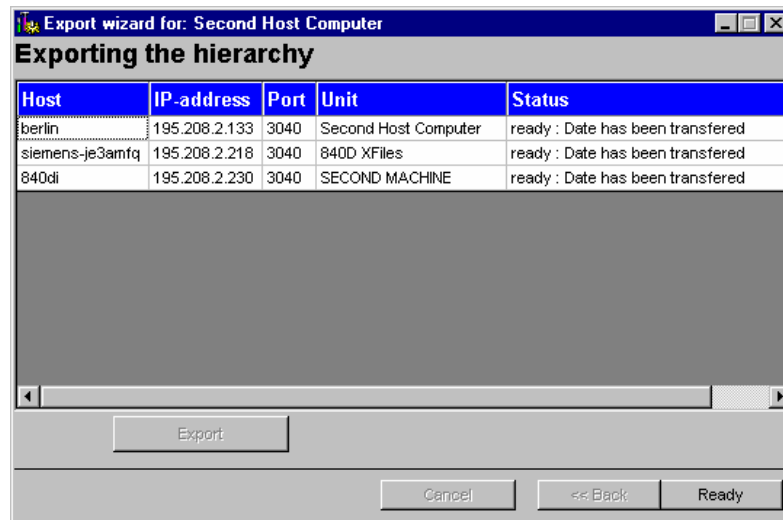 Export wizard for: Second Host Computer
Exporting the hierarchy
Host IP-address Port Unit Status
berlin 195.208.2.133 3040 Second Host Computer ready : Date has been transfered
siemens-je3amfq 195.208.2.218 3040 840D XFiles ready : Date has been transfered
840di 195.208.2.230 3040 SECOND MACHINE ready : Date has been transfered
Export
Cancel << Back Ready